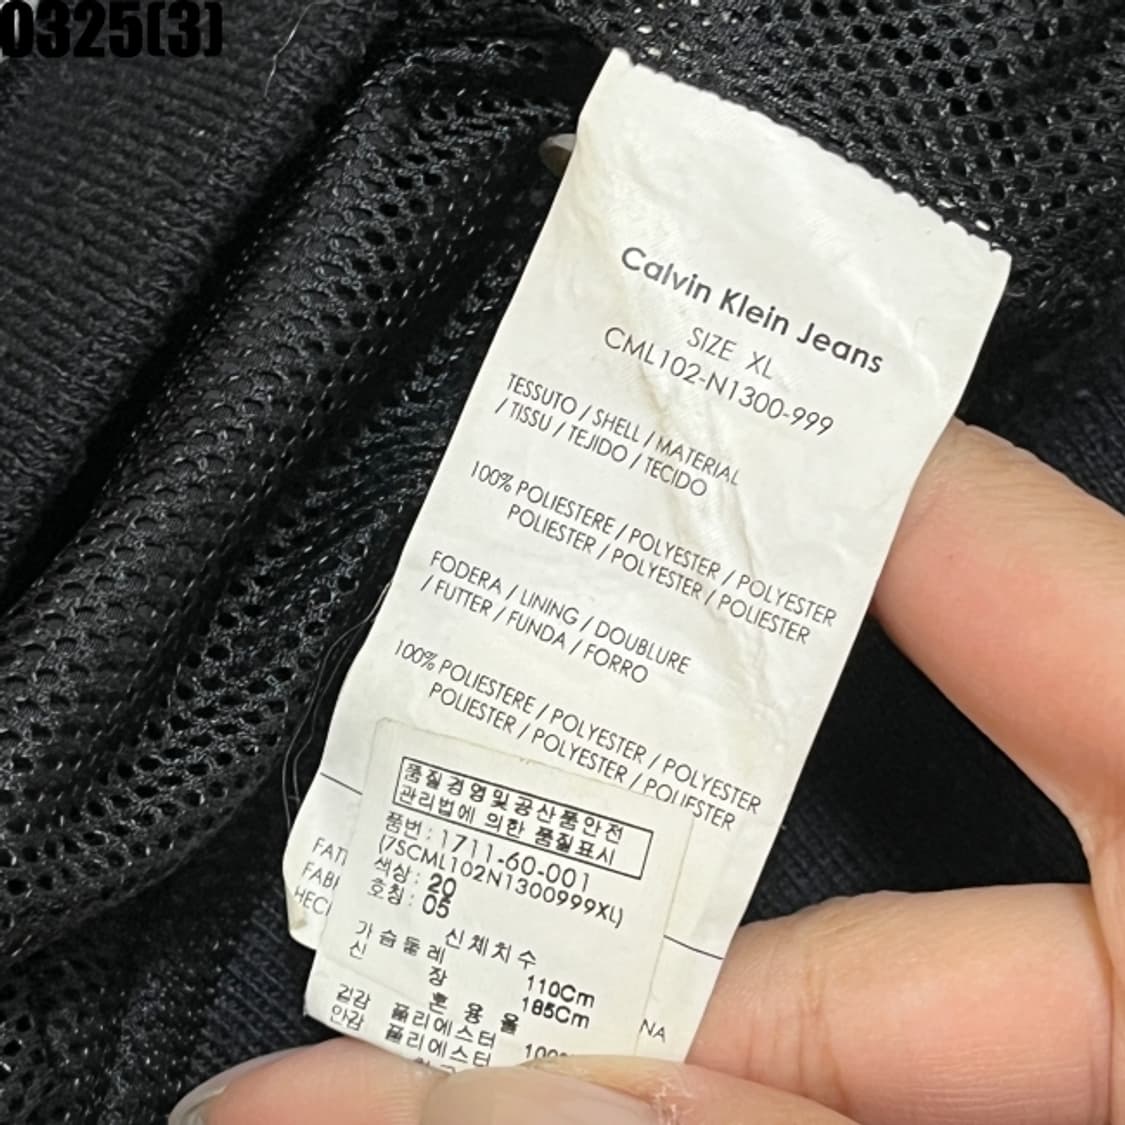 0325(3)
Calvin Klein Jeans
SIZE XL
CML102-N1300-999
TESSUTO / SHELL / MATERIAL
/ TISSU / TEJIDO / TECIDO
100% POLIESTERE / POLYESTER / POLYESTER
POLIESTER / POLYESTER / POLIESTER
FODERA / LINING / DOUBLURE
/ FUTTER / FUNDA / FORRO
100% POLIESTERE / POLYESTER / POLYESTER
POLIESTER / POLYESTER / POLIESTER
품질경영및공산품안전
관리법에 의한 품질표시
품번 : 1711-60-001
(7SCML102N1300999XL)
색상 : 20
호칭 : 05
신체치수
가슴둘레 110Cm
신 장 185Cm
혼 용 율
겉감 폴리에스터
안감 폴리에스터
NA